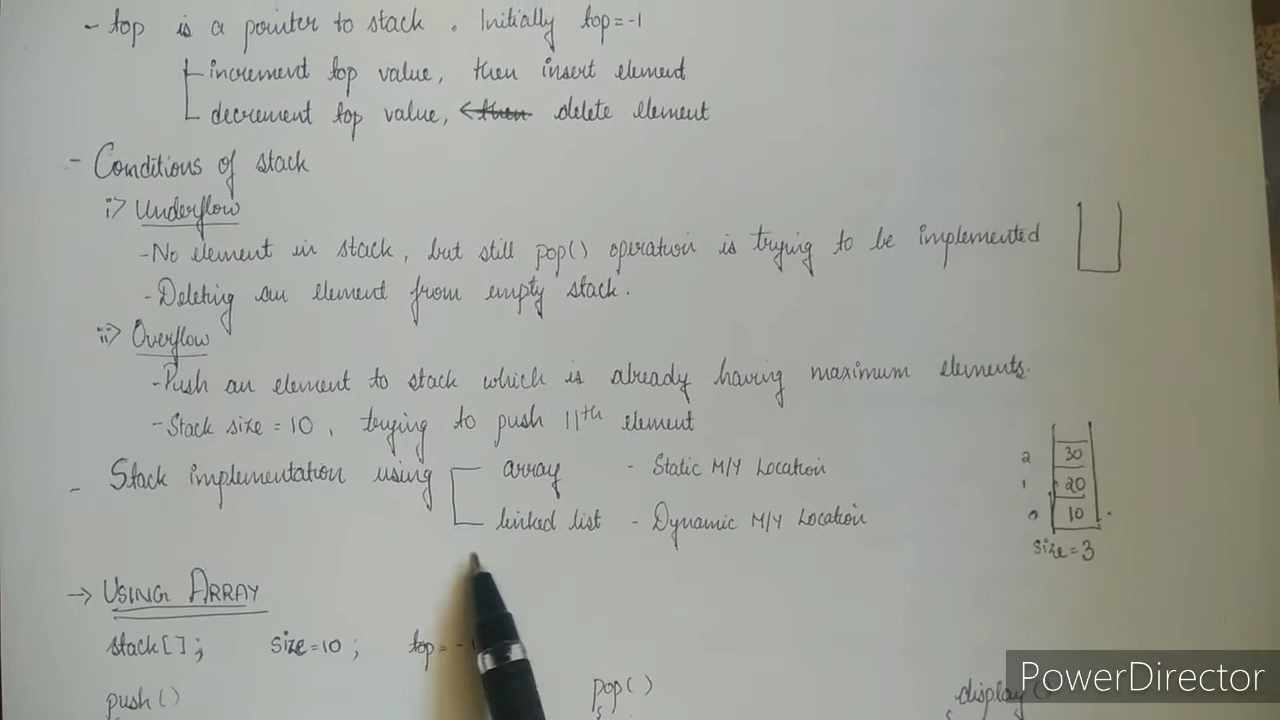 - top is a pointer to stack . Initially top=-1
increment top value, then insert element
decrement top value, then delete element
- Conditions of stack
i> Underflow
- No element in stack, but still pop() operation is trying to be implemented
- Deleting an element from empty stack.
ii> Overflow
- Push an element to stack which is already having maximum elements.
- Stack size = 10, trying to push 11th element
- Stack implementation using
array - Static M/Y Location
linked list - Dynamic M/Y Location
2 30
1 20
0 10
size=3
→ USING ARRAY
stack[]; size=10; top= -1
push() pop() display()
PowerDirector